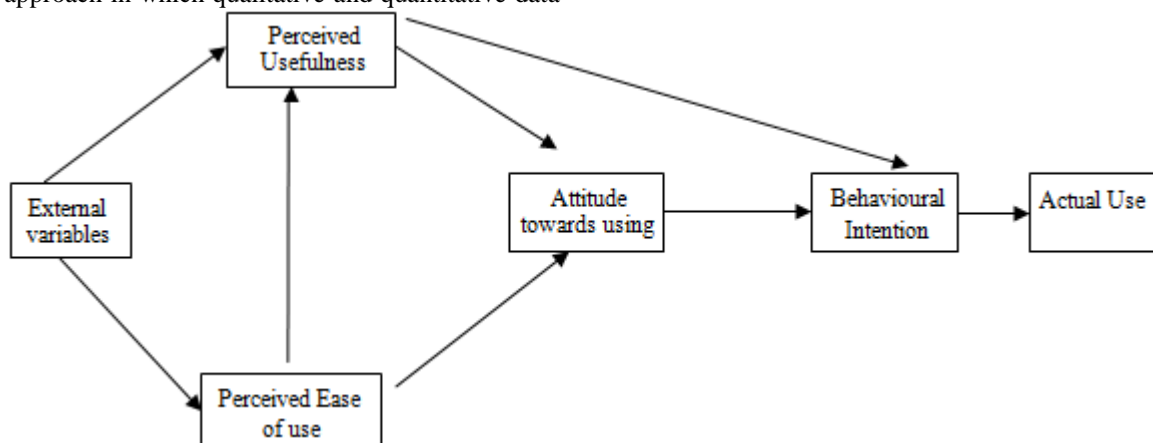 approach in which qualitative and quantitative data
Perceived
Usefulness
External
variables
Attitude
towards using
Behavioural
Intention
Actual Use
Perceived Ease
of use